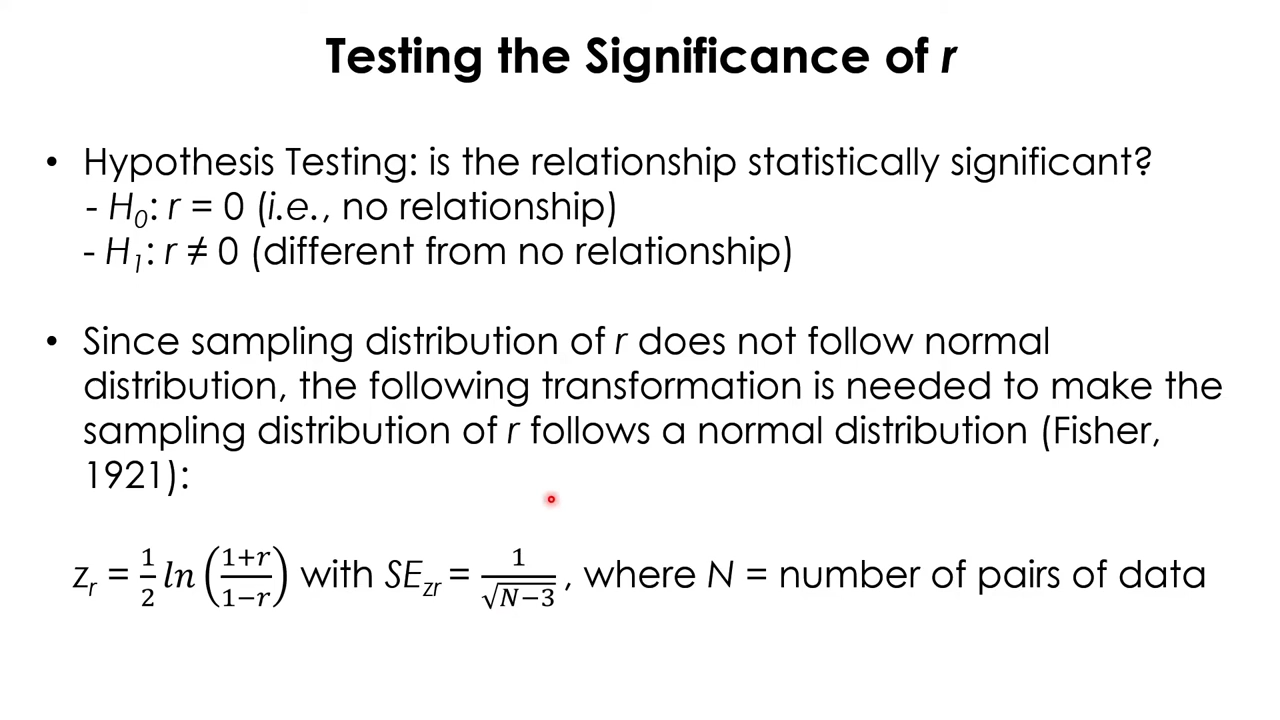 Testing the Significance of r
• Hypothesis Testing: is the relationship statistically significant?
- H₀: r = 0 (i.e., no relationship)
- H₁: r ≠ 0 (different from no relationship)
• Since sampling distribution of r does not follow normal
distribution, the following transformation is needed to make the
sampling distribution of r follows a normal distribution (Fisher,
1921):
zᵣ = 1/2 ln((1+r)/(1−r)) with SE_zr = 1/√(N−3), where N = number of pairs of data